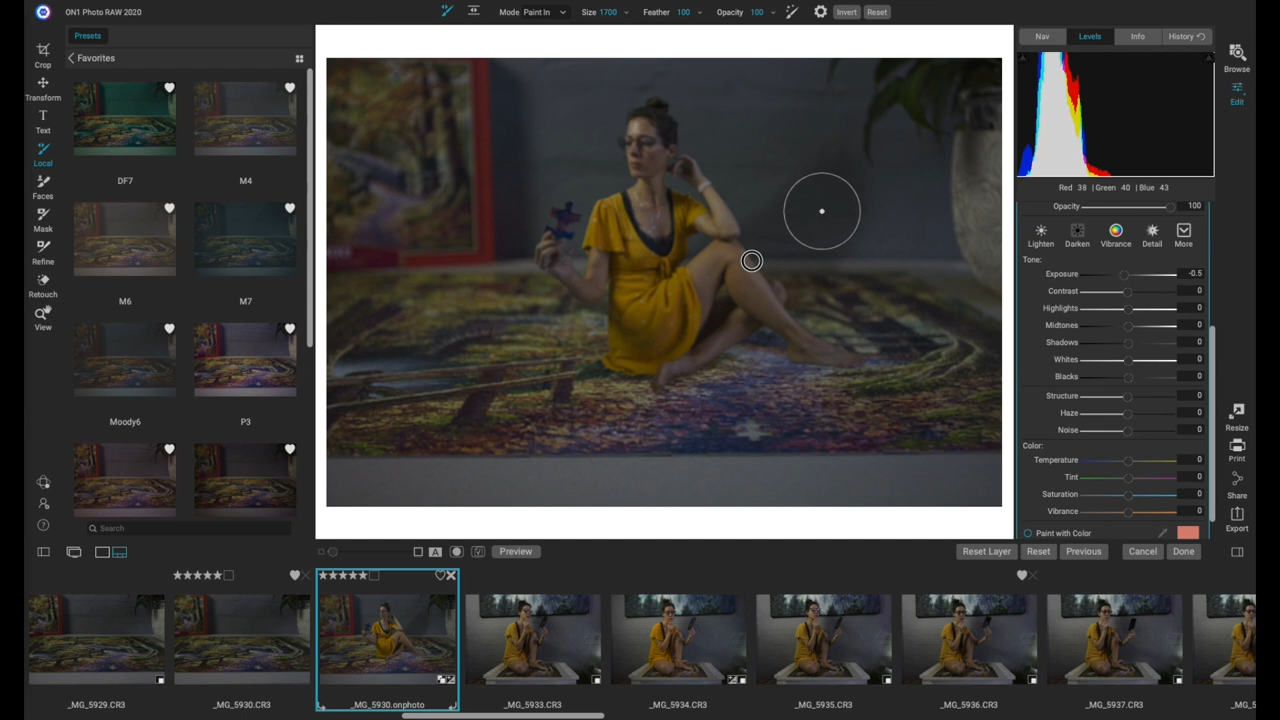 ON1 Photo RAW 2020
Mode Paint In Size 1700 Feather 100 Opacity 100 Invert Reset
Presets
Favorites
Crop
Transform
Text
Local
Faces
Mask
Refine
Retouch
View
DF7 M4
M6 M7
Moody6 P3
Search
Nav Levels Info History
Red 38 | Green 40 | Blue 43
Opacity 100
Lighten Darken Vibrance Detail More
Tone:
Exposure -0.5
Contrast 0
Highlights 0
Midtones 0
Shadows 0
Whites 0
Blacks 0
Structure 0
Haze 0
Noise 0
Color:
Temperature 0
Tint 0
Saturation 0
Vibrance 0
Paint with Color
Browse
Edit
Resize
Print
Share
Export
A Preview Reset Layer Reset Previous Cancel Done
_MG_5929.CR3 _MG_5930.CR3 _MG_5930.onphoto _MG_5933.CR3 _MG_5934.CR3 _MG_5935.CR3 _MG_5936.CR3 _MG_5937.CR3